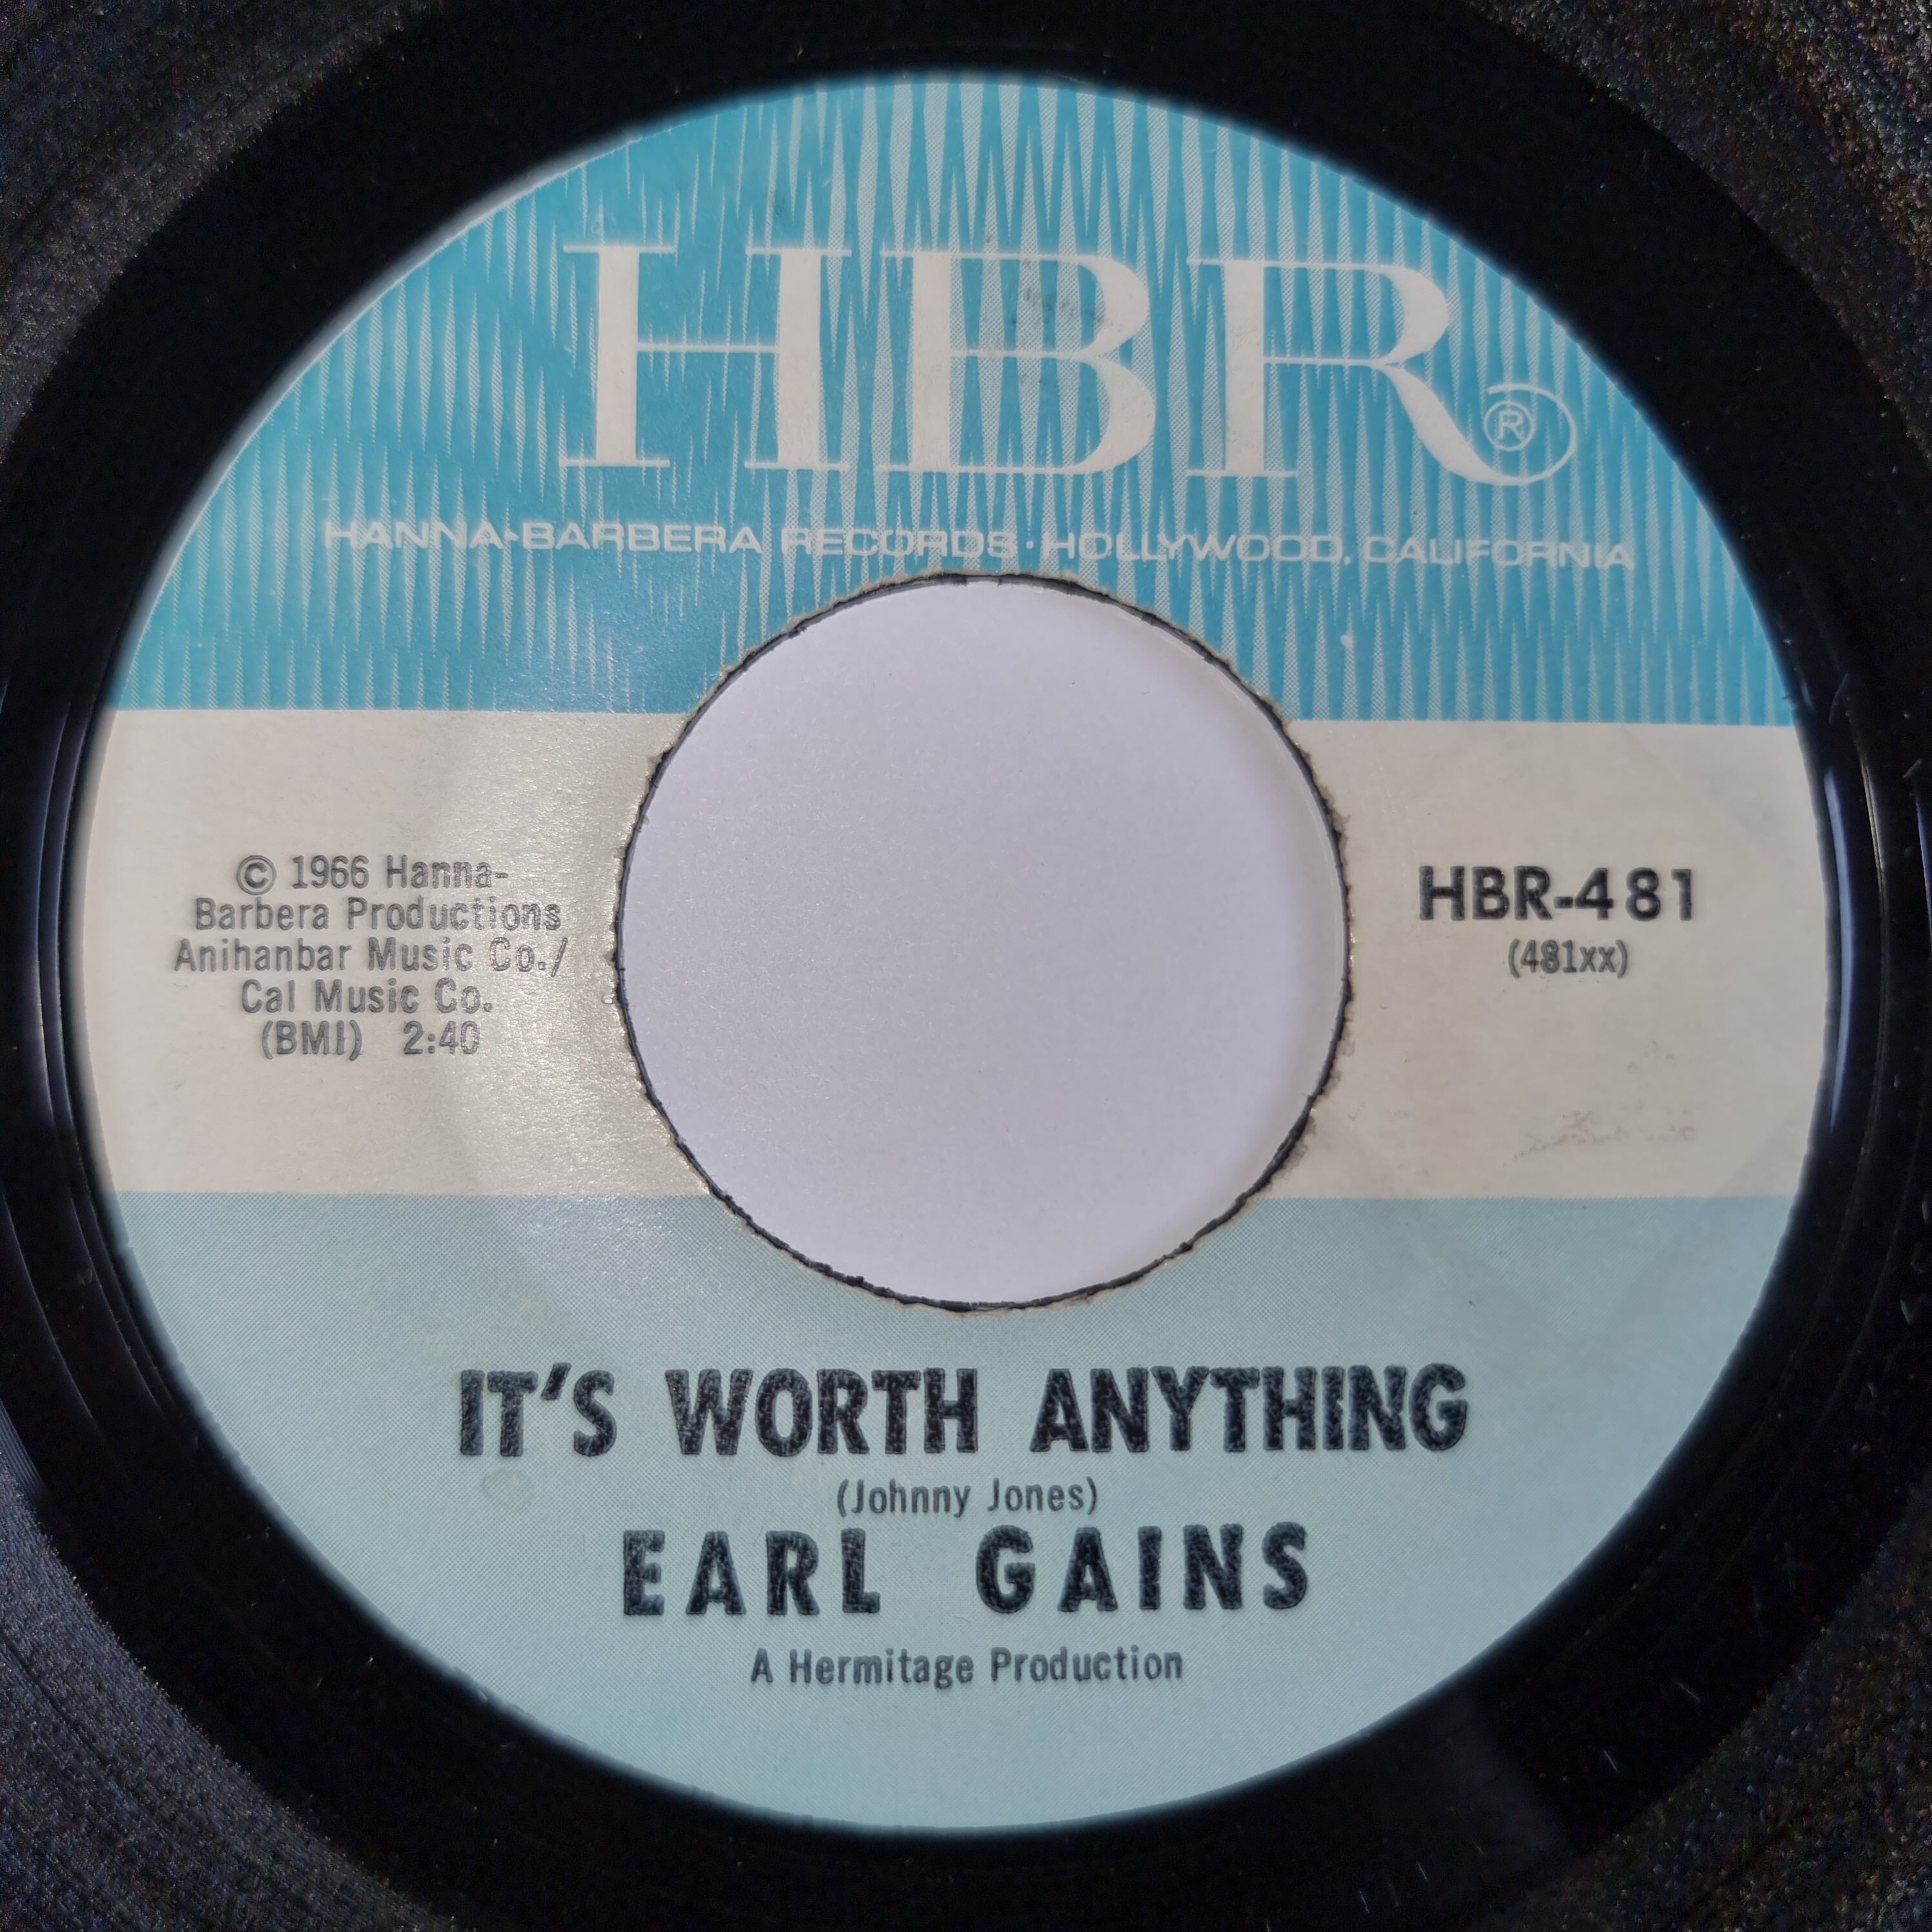 HBR®
HANNA-BARBERA RECORDS · HOLLYWOOD, CALIFORNIA
© 1966 Hanna-
Barbera Productions
Anihanbar Music Co./
Cal Music Co.
(BMI) 2:40
HBR-481
(481xx)
IT'S WORTH ANYTHING
(Johnny Jones)
EARL GAINS
A Hermitage Production